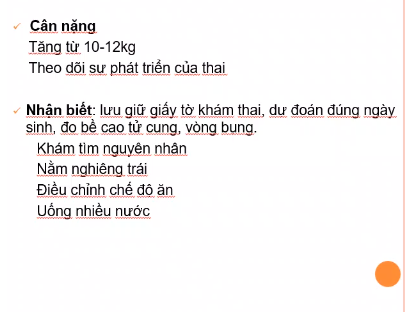 Cân nặng
Tăng từ 10-12kg
Theo dõi sự phát triển của thai
Nhận biết: lưu giữ giấy tờ khám thai, dự đoán đúng ngày
sinh, đo bề cao tử cung, vòng bụng.
Khám tìm nguyên nhân
Nằm nghiêng trái
Điều chỉnh chế độ ăn
Uống nhiều nước